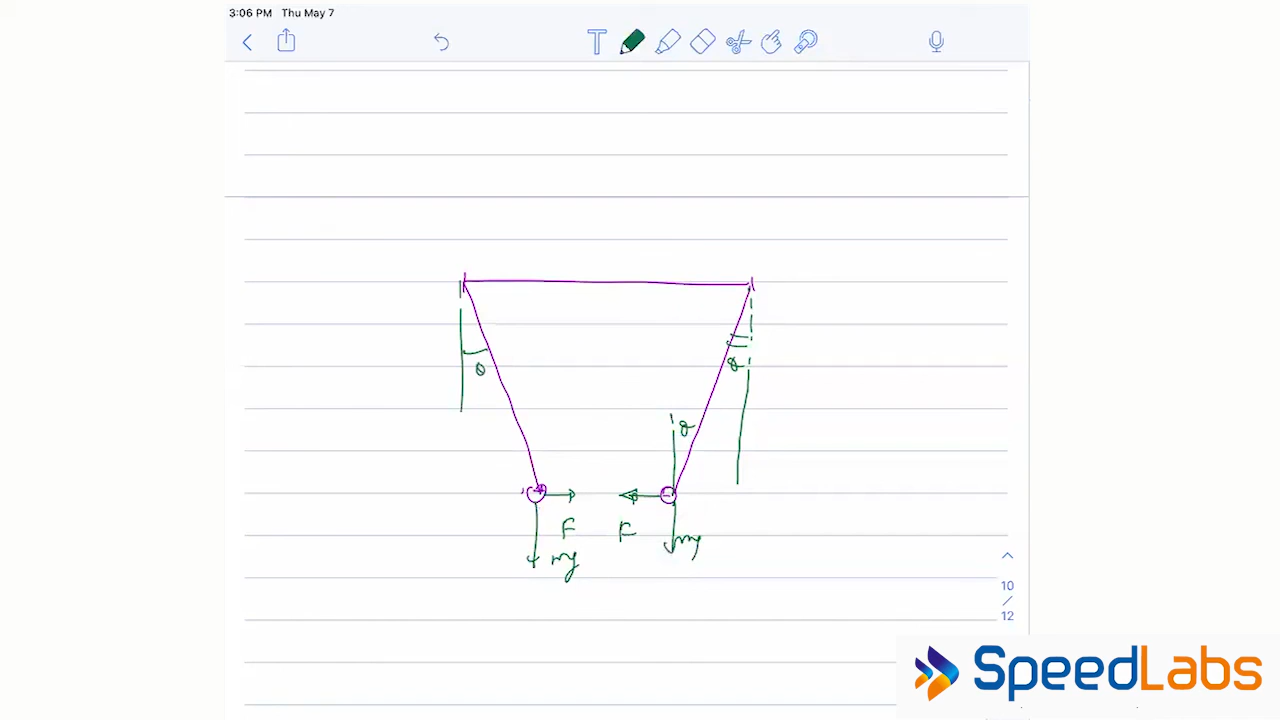 3:06 PM Thu May 7
T
θ
θ
θ
+
−
F
F
mg
mg
10
/
12
SpeedLabs